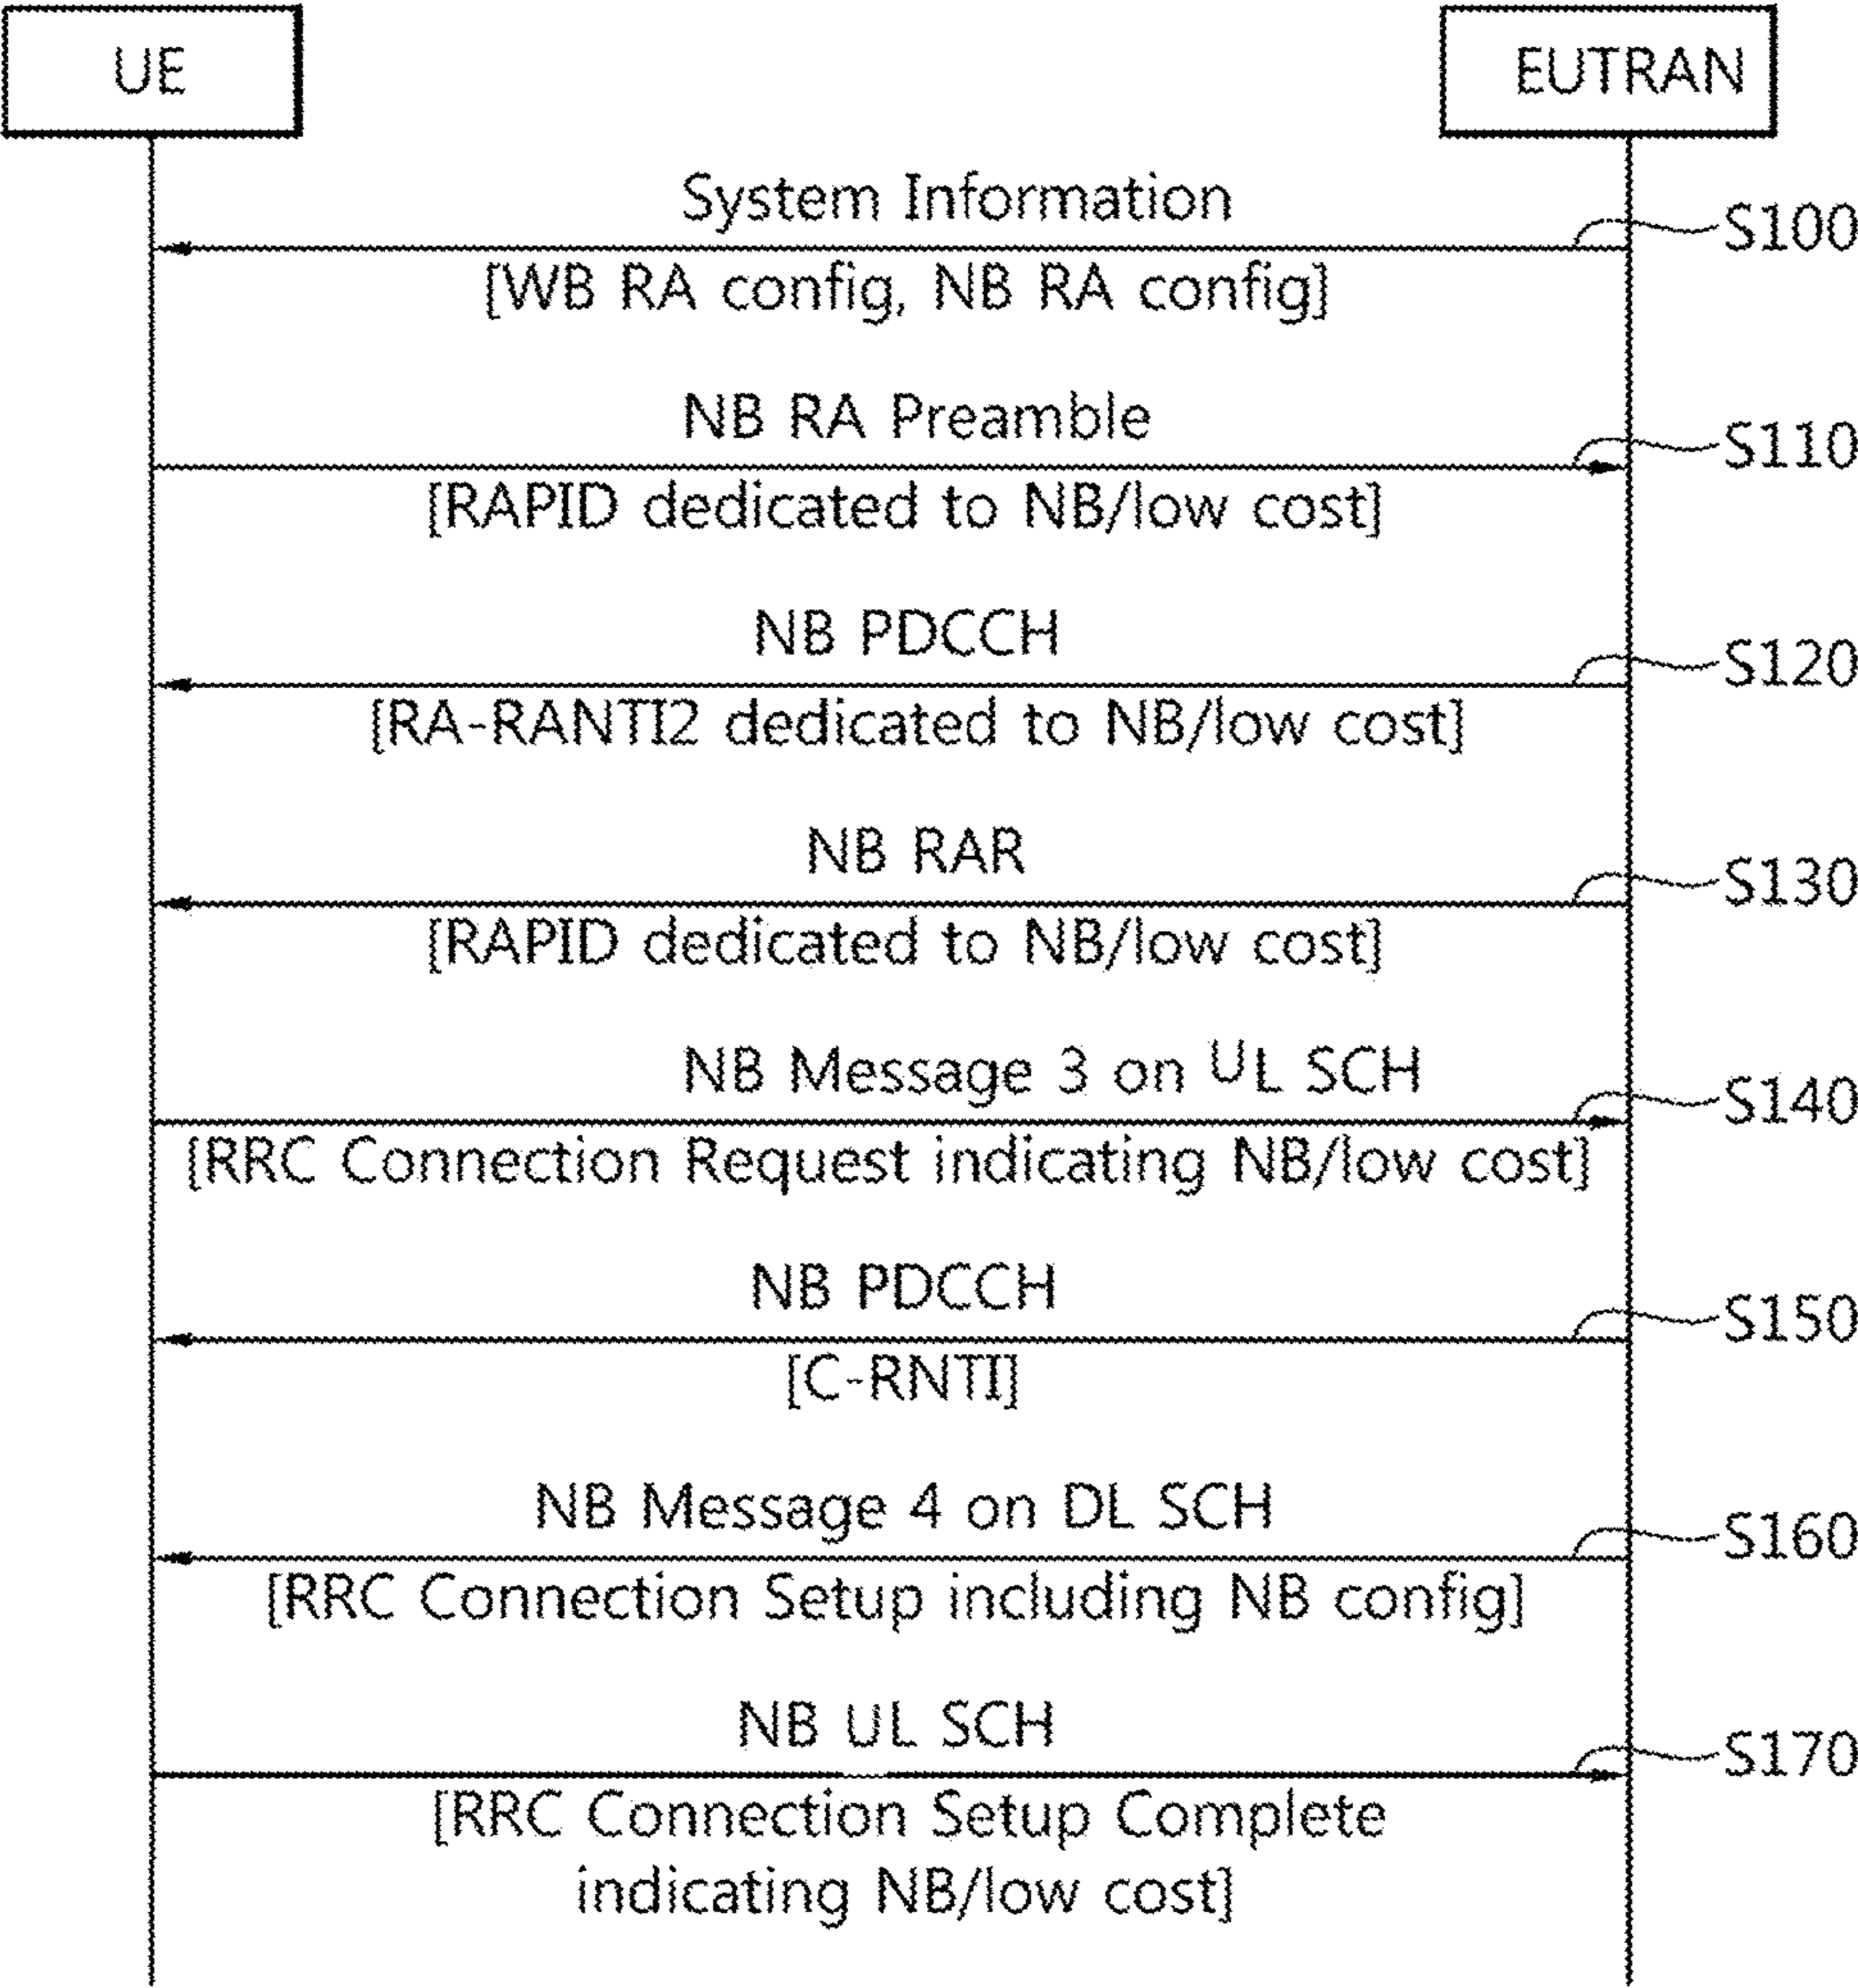 UE
EUTRAN
System Information
S100
[WB RA config, NB RA config]
NB RA Preamble
S110
[RAPID dedicated to NB/low cost]
NB PDCCH
S120
[RA-RANTI2 dedicated to NB/low cost]
NB RAR
S130
[RAPID dedicated to NB/low cost]
NB Message 3 on UL SCH
S140
[RRC Connection Request indicating NB/low cost]
NB PDCCH
S150
[C-RNTI]
NB Message 4 on DL SCH
S160
[RRC Connection Setup including NB config]
NB UL SCH
S170
[RRC Connection Setup Complete
indicating NB/low cost]